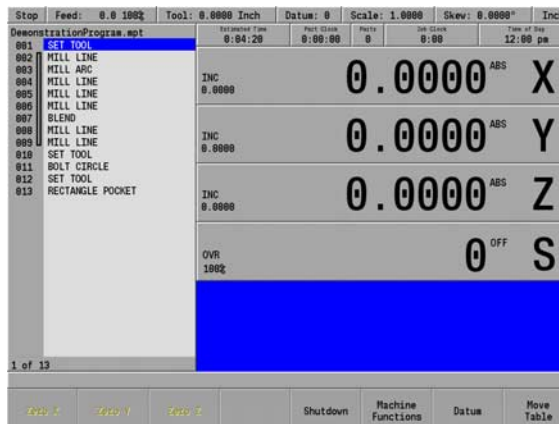 Stop Feed: 0.0 100% Tool: 0.0000 Inch Datum: 0 Scale: 1.0000 Skew: 0.0000° Inc
DemonstrationProgram.mpt
Estimated Time Part Clock Parts Job Clock Time of Day
0:04:20 0:00:00 0 0:00 12:00 pm
001 SET TOOL
002 MILL LINE
003 MILL ARC
004 MILL LINE
005 MILL LINE
006 MILL LINE
007 BLEND
008 MILL LINE
009 MILL LINE
010 SET TOOL
011 BOLT CIRCLE
012 SET TOOL
013 RECTANGLE POCKET
INC 0.0000 0.0000 ABS X
INC 0.0000 0.0000 ABS Y
INC 0.0000 0.0000 ABS Z
OVR 100% 0 OFF S
1 of 13
Zero X Zero Y Zero Z Shutdown Machine Functions Datum Move Table